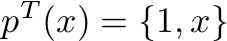 p^T(x) = {1, x}